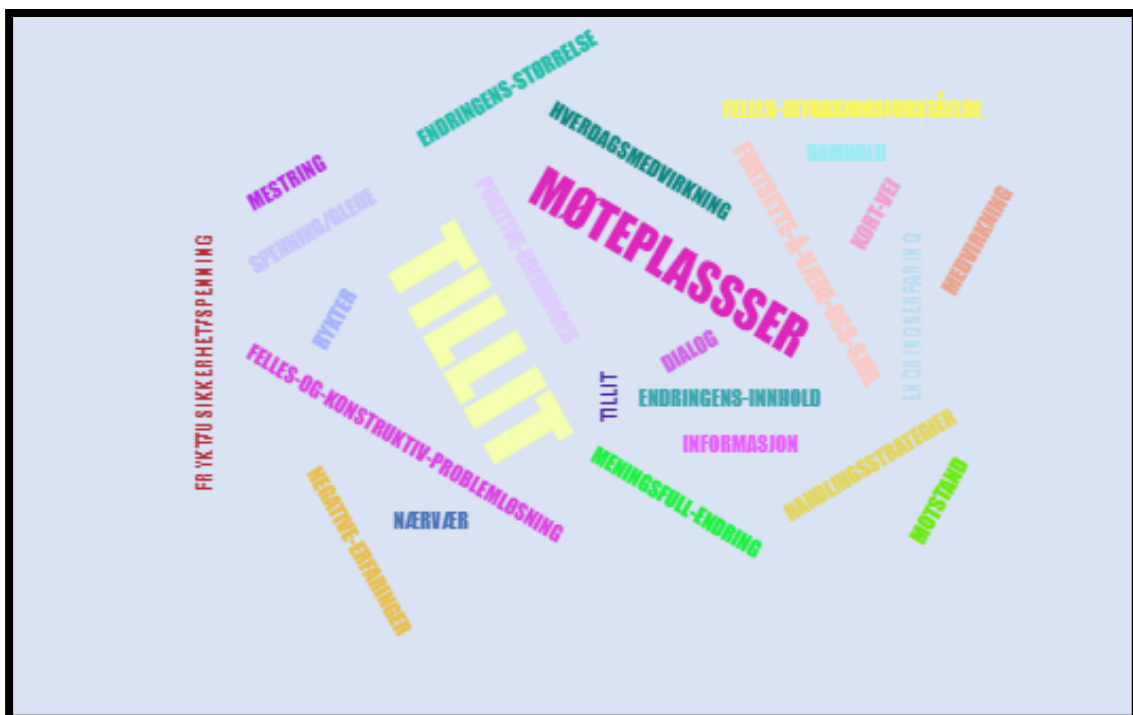 ENDRINGENS-STØRRELSE
HVERDAGSMEDVIRKNING
FELLES-SITUASJONSFORSTÅELSE
SAMHOLD
MESTRING
SPENNING/GLEDE
POSITIVE-ERFARINGER
MØTEPLASSSER
FORTSETTE-Å-VÆRE-OSS-SJØL
KORT-VEI
MEDVIRKNING
FRYKT/USIKKERHET/SPENNING
TILLIT
ENDRINGSERFARING
RYKTER
DIALOG
FELLES-OG-KONSTRUKTIV-PROBLEMLØSNING
TILLIT
ENDRINGENS-INNHOLD
INFORMASJON
HANDLINGSSTRATEGIER
MENINGSFULL-ENDRING
MOTSTAND
NEGATIVE-ERFARINGER
NÆRVÆR